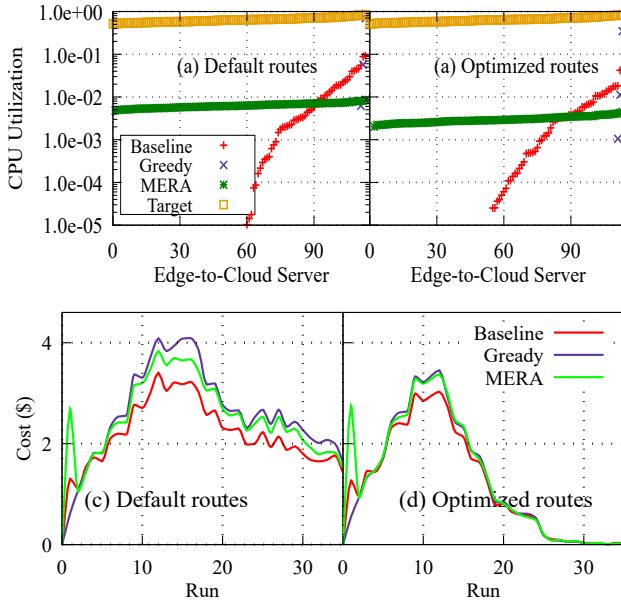 CPU Utilization
1.0e+00
1.0e-01
1.0e-02
1.0e-03
1.0e-04
1.0e-05
(a) Default routes
(a) Optimized routes
Baseline
Greedy
MERA
Target
0 30 60 90 0 30 60 90
Edge-to-Cloud Server Edge-to-Cloud Server
Cost ($)
4
2
0
Baseline
Gready
MERA
(c) Default routes
(d) Optimized routes
0 10 20 30 0 10 20 30
Run Run